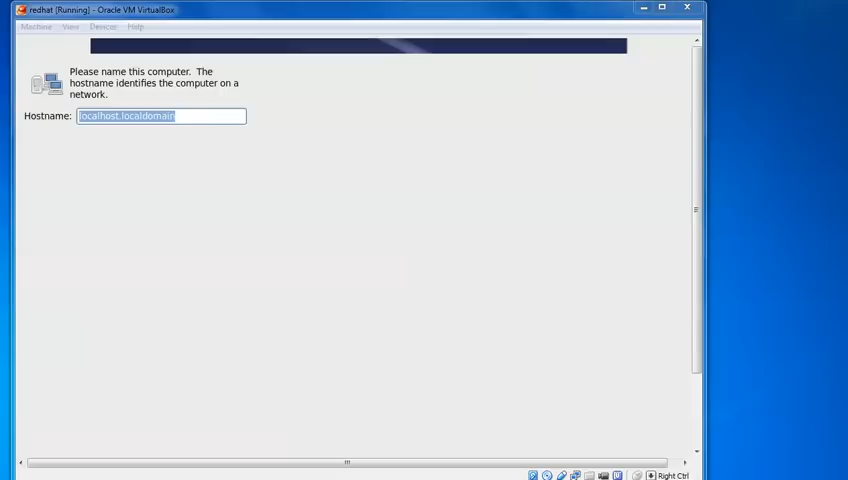 redhat [Running] - Oracle VM VirtualBox
Machine View Devices Help
Please name this computer. The
hostname identifies the computer on a
network.
Hostname: localhost.localdomain
Right Ctrl